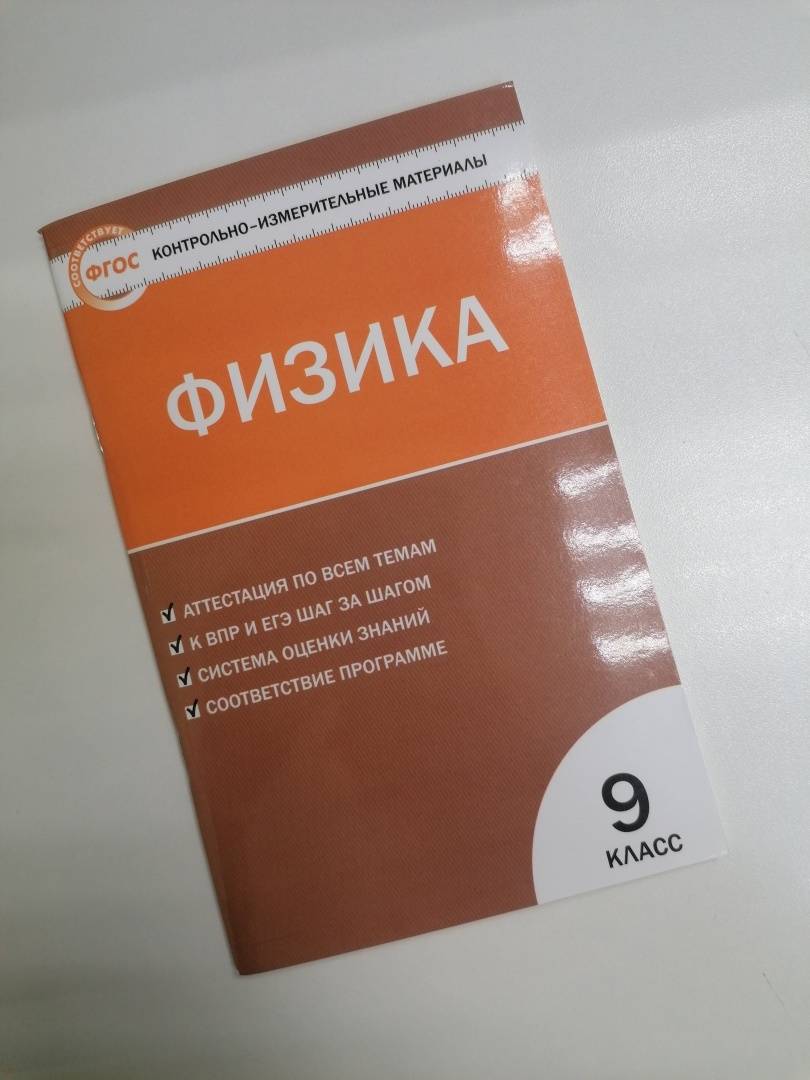 СООТВЕТСТВУЕТ
ФГОС
КОНТРОЛЬНО-ИЗМЕРИТЕЛЬНЫЕ МАТЕРИАЛЫ
ФИЗИКА
АТТЕСТАЦИЯ ПО ВСЕМ ТЕМАМ
К ВПР И ЕГЭ ШАГ ЗА ШАГОМ
СИСТЕМА ОЦЕНКИ ЗНАНИЙ
СООТВЕТСТВИЕ ПРОГРАММЕ
9
КЛАСС